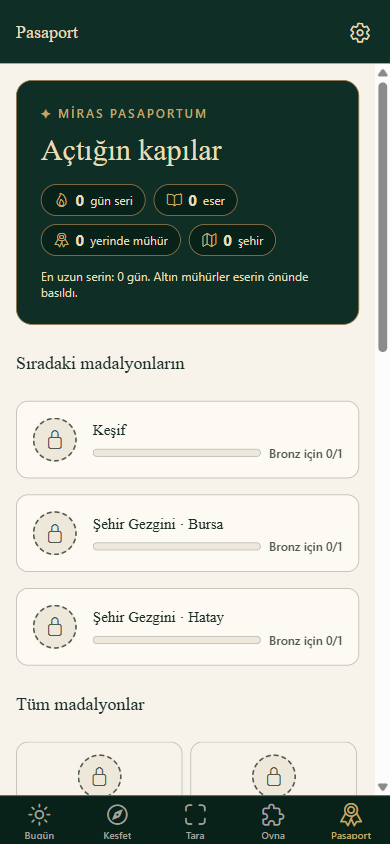 Pasaport
✦ MİRAS PASAPORTUM
Açtığın kapılar
0 gün seri
0 eser
0 yerinde mühür
0 şehir
En uzun serin: 0 gün. Altın mühürler eserin önünde
basıldı.
Sıradaki madalyonların
Keşif
Bronz için 0/1
Şehir Gezgini · Bursa
Bronz için 0/1
Şehir Gezgini · Hatay
Bronz için 0/1
Tüm madalyonlar
Bugün
Keşfet
Tara
Oyna
Pasaport